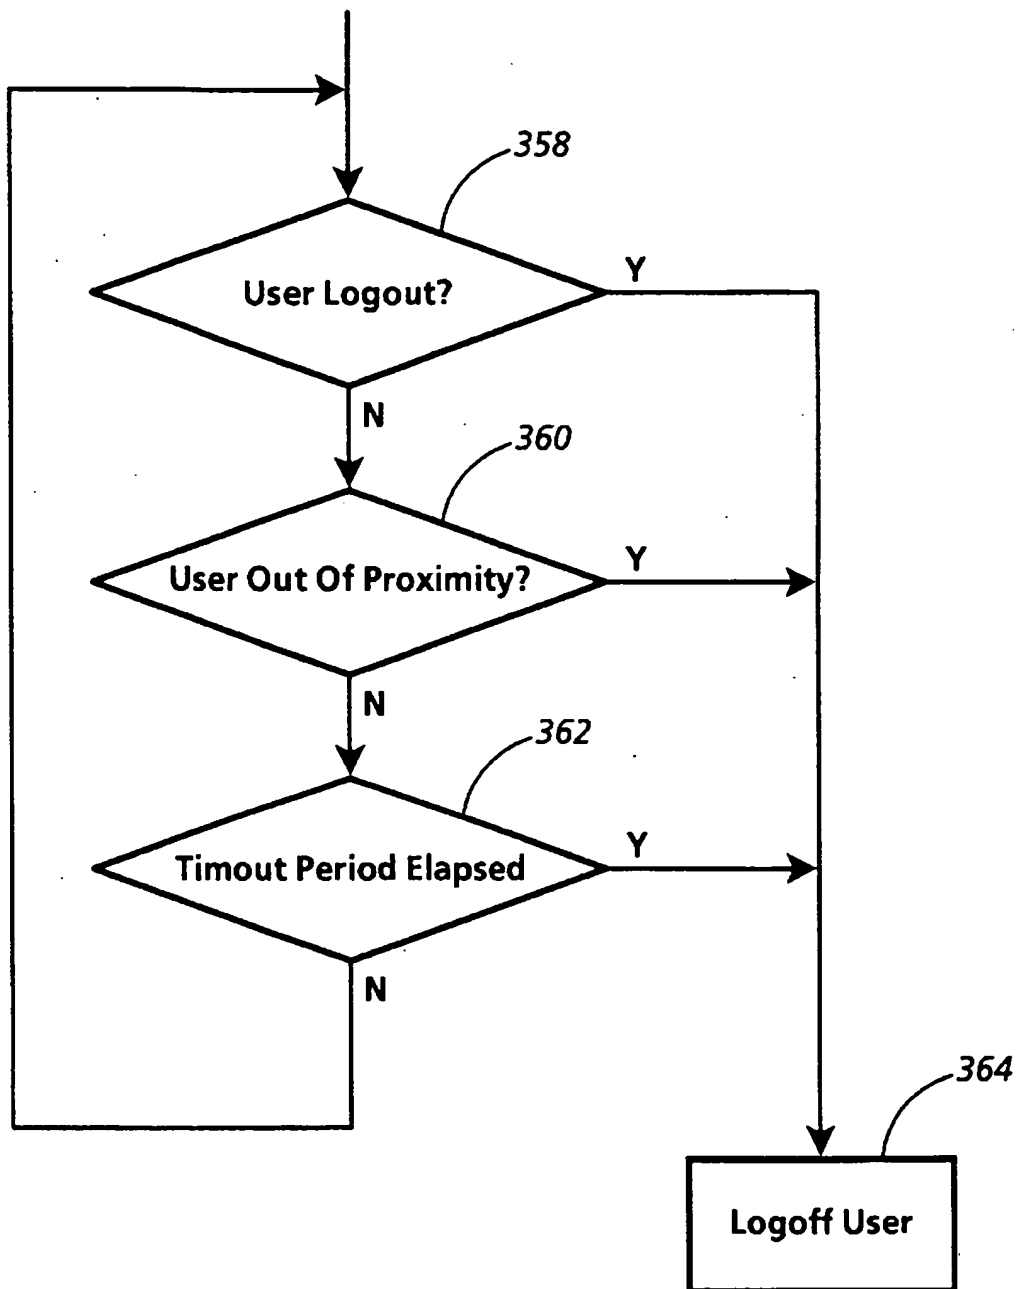 358
User Logout?
Y
N
360
User Out Of Proximity?
Y
N
362
Timout Period Elapsed
Y
N
364
Logoff User